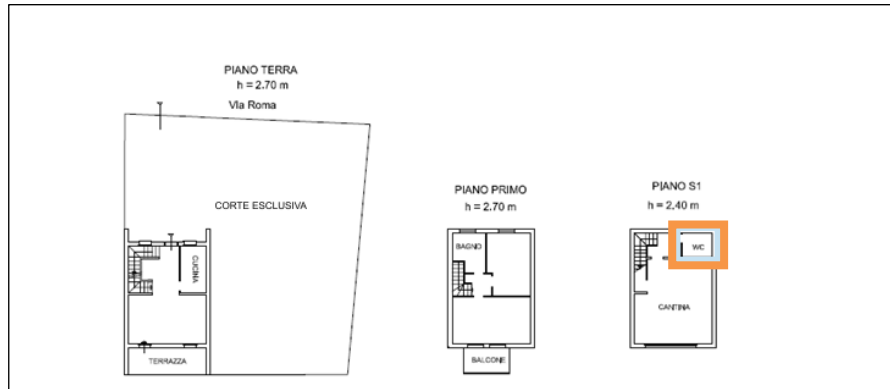 PIANO TERRA
h = 2.70 m
VIa Roma
CORTE ESCLUSIVA
CUCINA
TERRAZZA
PIANO PRIMO
h = 2.70 m
BAGNO
BALCONE
PIANO S1
h = 2.40 m
WC
CANTINA